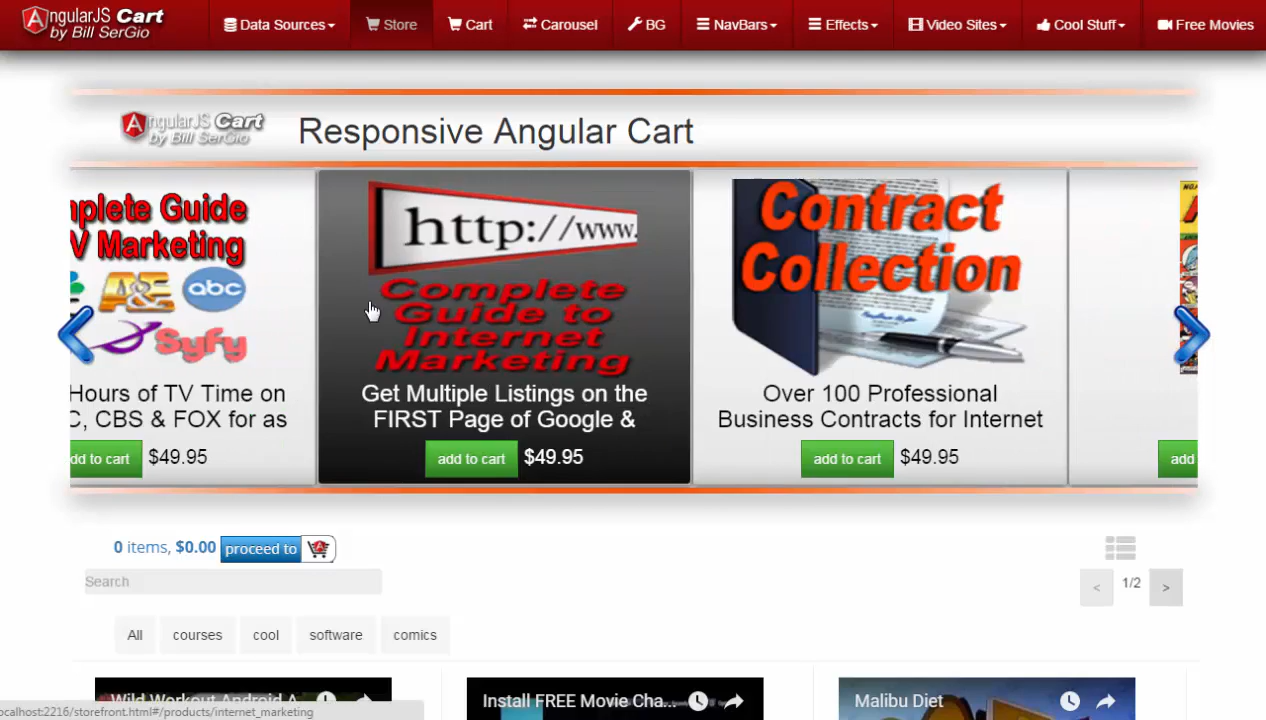 AngularJS Cart
by Bill SerGio
Data Sources
Store
Cart
Carousel
BG
NavBars
Effects
Video Sites
Cool Stuff
Free Movies
AngularJS Cart
by Bill SerGio
Responsive Angular Cart
mplete Guide
V Marketing
A&E
abc
Syfy
Hours of TV Time on
C, CBS & FOX for as
dd to cart
$49.95
http://www.
Complete
Guide to
Internet
Marketing
Get Multiple Listings on the
FIRST Page of Google &
add to cart
$49.95
Contract
Collection
Over 100 Professional
Business Contracts for Internet
add to cart
$49.95
add
0 items, $0.00
proceed to
Search
<
1/2
>
All
courses
cool
software
comics
Wild Workout Android A
Install FREE Movie Cha...
Malibu Diet
ocalhost:2216/storefront.html#/products/internet_marketing